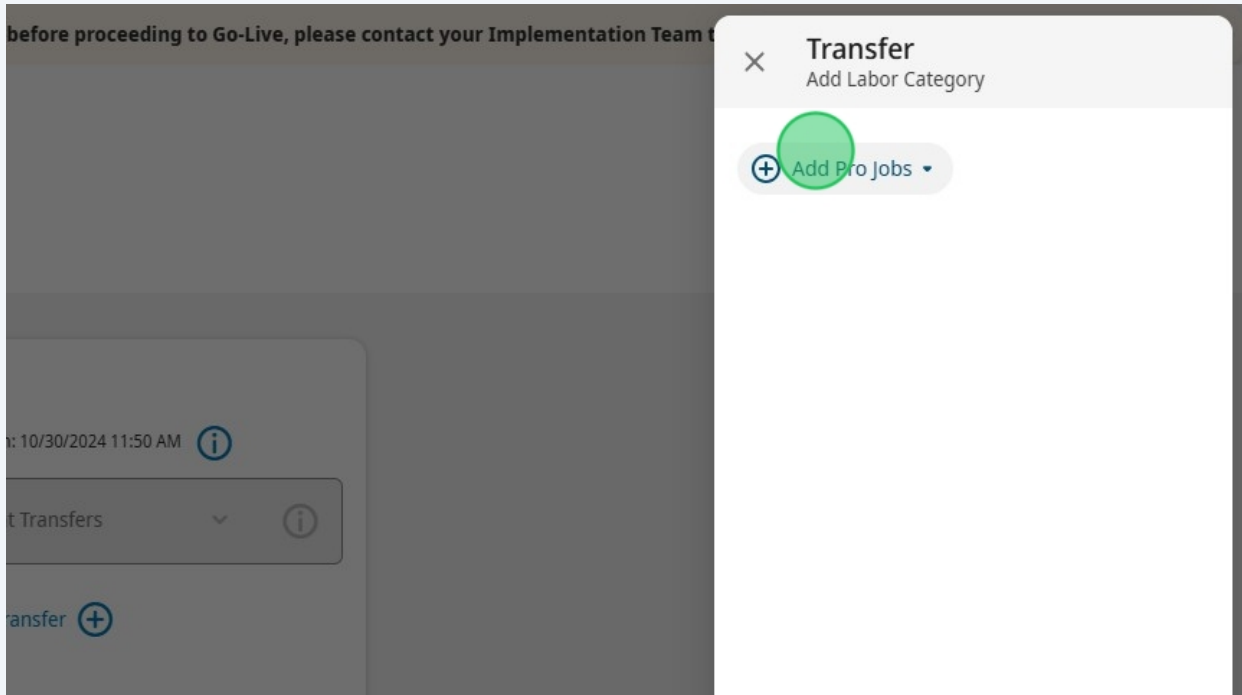 before proceeding to Go-Live, please contact your Implementation Team t
Transfer
Add Labor Category
Add Pro Jobs
n: 10/30/2024 11:50 AM
t Transfers
ransfer